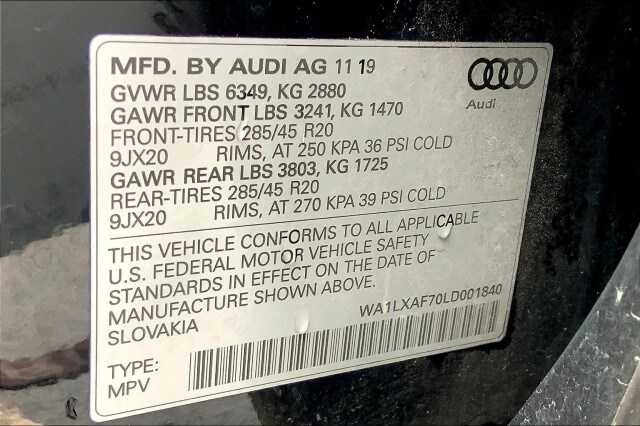 MFD. BY AUDI AG 11 19
GVWR LBS 6349, KG 2880
GAWR FRONT LBS 3241, KG 1470
FRONT-TIRES 285/45 R20
9JX20 RIMS, AT 250 KPA 36 PSI COLD
GAWR REAR LBS 3803, KG 1725
REAR-TIRES 285/45 R20
9JX20 RIMS, AT 270 KPA 39 PSI COLD
Audi
THIS VEHICLE CONFORMS TO ALL APPLICABLE
U.S. FEDERAL MOTOR VEHICLE SAFETY
STANDARDS IN EFFECT ON THE DATE OF
MANUFACTURE SHOWN ABOVE.
SLOVAKIA
WA1LXAF70LD001840
TYPE:
MPV